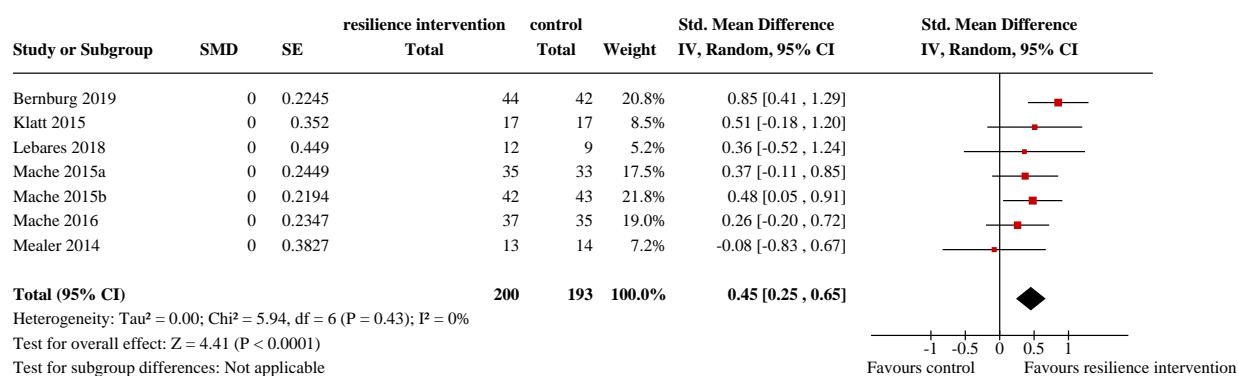 resilience intervention control Std. Mean Difference Std. Mean Difference
Study or Subgroup SMD SE Total Total Weight IV, Random, 95% CI IV, Random, 95% CI
Bernburg 2019 0 0.2245 44 42 20.8% 0.85 [0.41 , 1.29]
Klatt 2015 0 0.352 17 17 8.5% 0.51 [-0.18 , 1.20]
Lebares 2018 0 0.449 12 9 5.2% 0.36 [-0.52 , 1.24]
Mache 2015a 0 0.2449 35 33 17.5% 0.37 [-0.11 , 0.85]
Mache 2015b 0 0.2194 42 43 21.8% 0.48 [0.05 , 0.91]
Mache 2016 0 0.2347 37 35 19.0% 0.26 [-0.20 , 0.72]
Mealer 2014 0 0.3827 13 14 7.2% -0.08 [-0.83 , 0.67]
Total (95% CI) 200 193 100.0% 0.45 [0.25 , 0.65]
Heterogeneity: Tau² = 0.00; Chi² = 5.94, df = 6 (P = 0.43); I² = 0%
Test for overall effect: Z = 4.41 (P < 0.0001)
-1 -0.5 0 0.5 1
Test for subgroup differences: Not applicable Favours control Favours resilience intervention